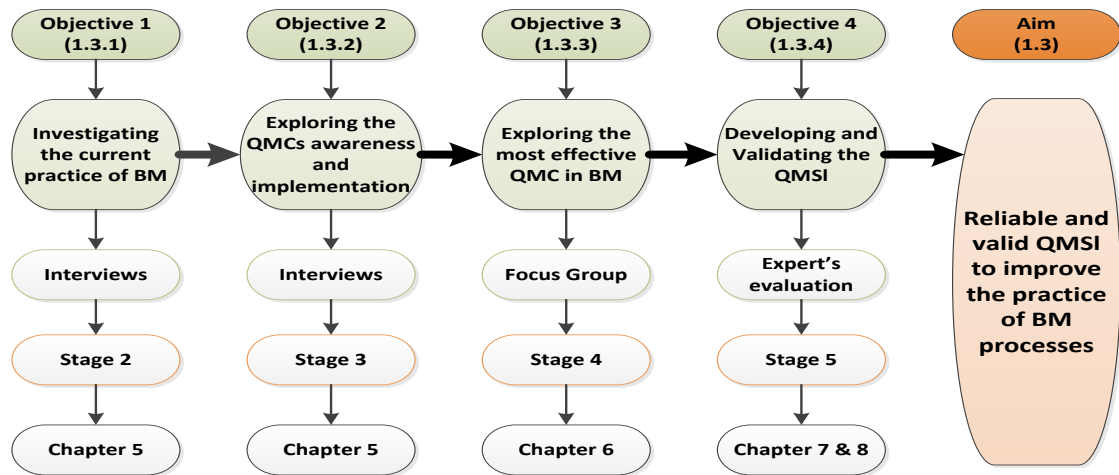 Objective 1
(1.3.1)
Objective 2
(1.3.2)
Objective 3
(1.3.3)
Objective 4
(1.3.4)
Aim
(1.3)
Investigating
the current
practice of BM
Exploring the
QMCs awareness
and
implementation
Exploring the
most effective
QMC in BM
Developing and
Validating the
QMSl
Reliable and
valid QMSl
to improve
the practice
of BM
processes
Interviews
Interviews
Focus Group
Expert’s
evaluation
Stage 2
Stage 3
Stage 4
Stage 5
Chapter 5
Chapter 5
Chapter 6
Chapter 7 & 8